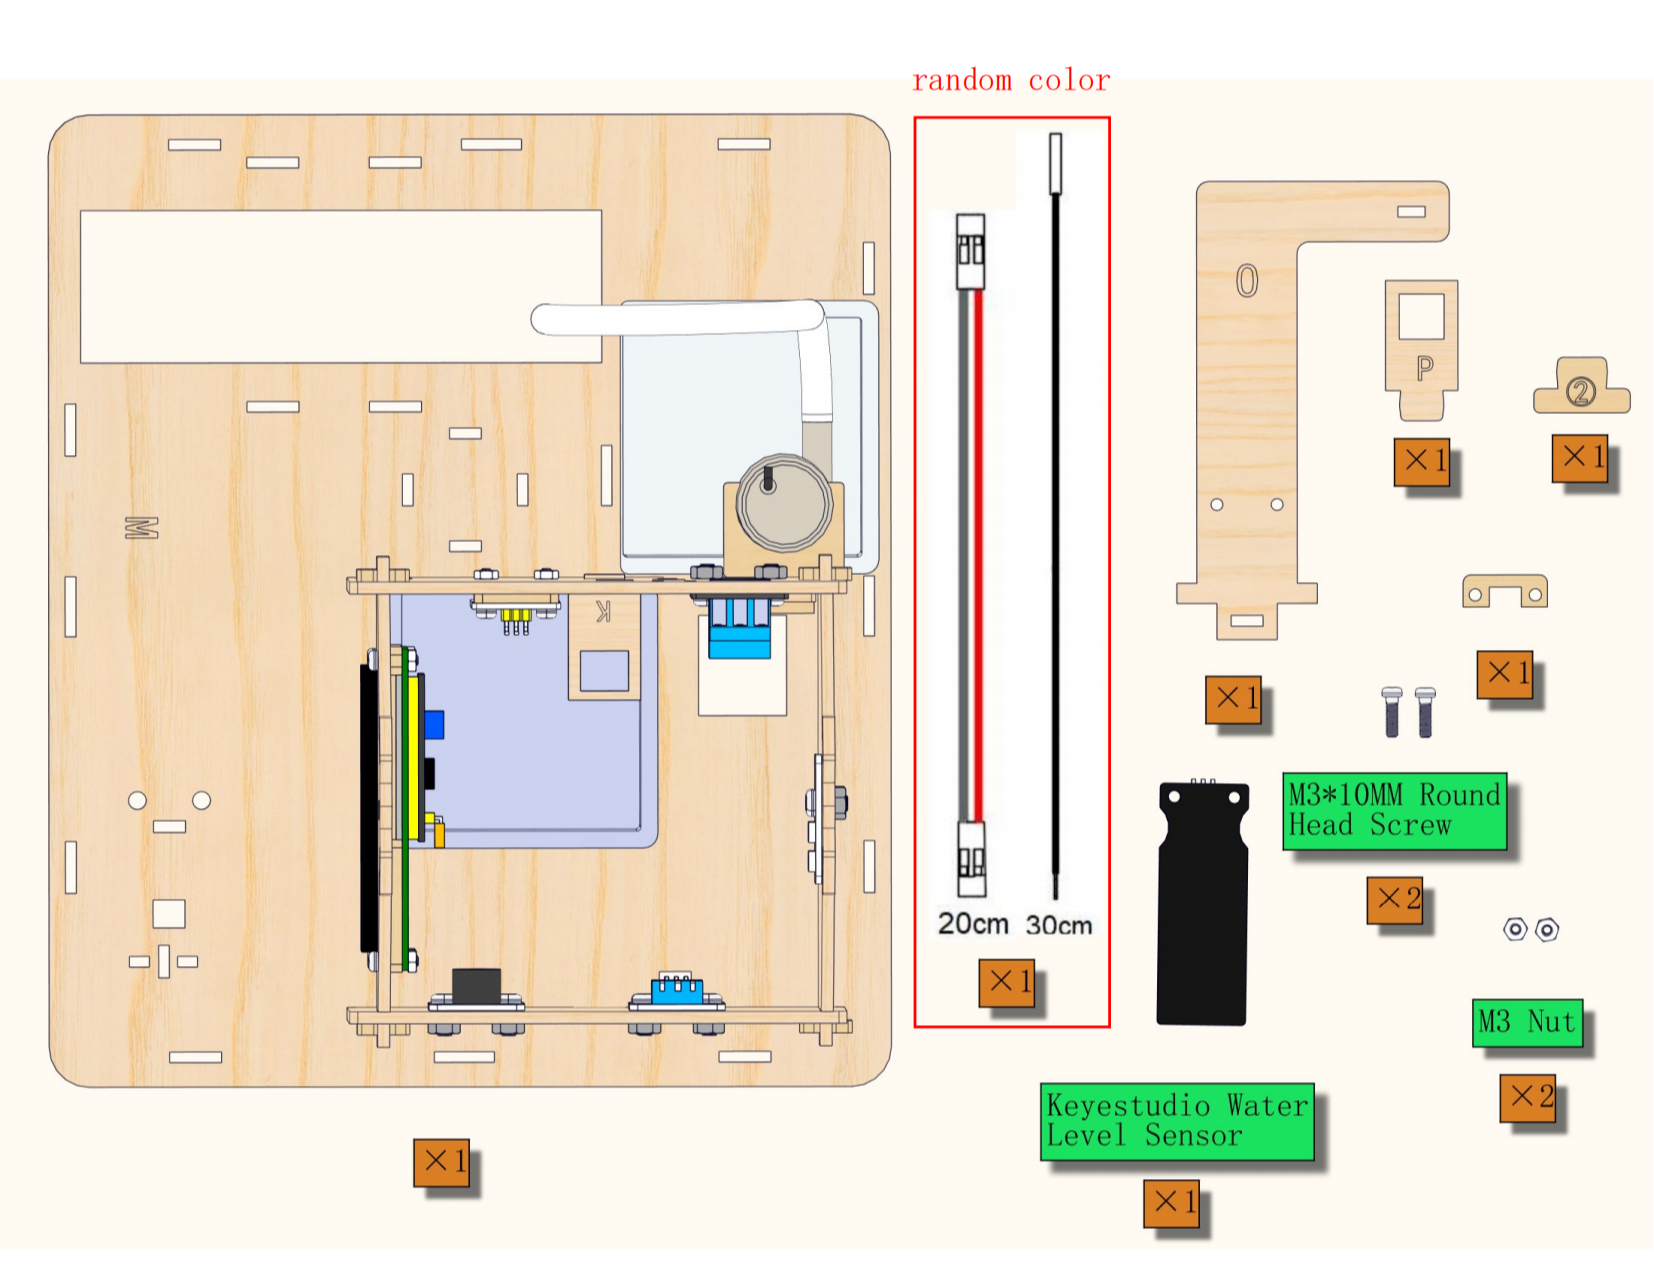 random color
O
P
2
×1
×1
M
×1
K
×1
M3*10MM Round
Head Screw
×2
20cm 30cm
×1
M3 Nut
×2
Keyestudio Water
Level Sensor
×1
×1